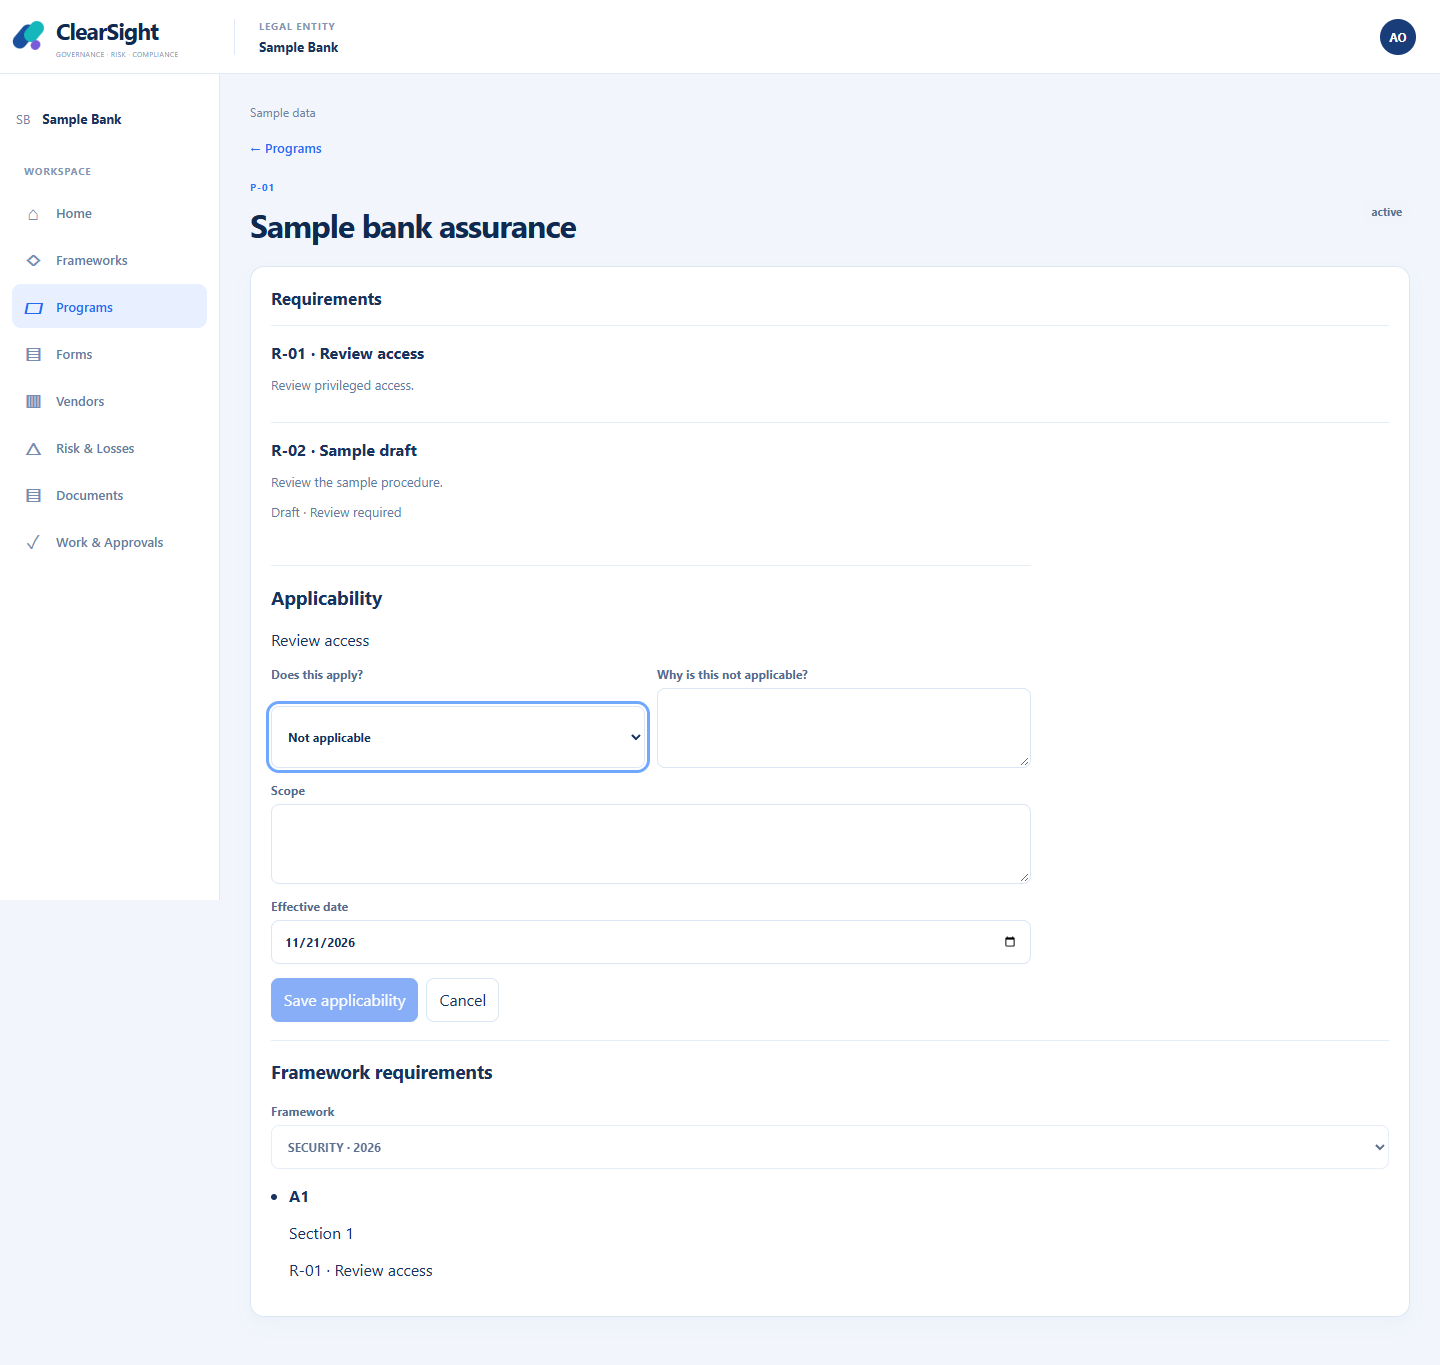 ClearSight
GOVERNANCE · RISK · COMPLIANCE
LEGAL ENTITY
Sample Bank
AO
SB Sample Bank
WORKSPACE
Home
Frameworks
Programs
Forms
Vendors
Risk & Losses
Documents
Work & Approvals
Sample data
← Programs
P-01
Sample bank assurance
active
Requirements
R-01 · Review access
Review privileged access.
R-02 · Sample draft
Review the sample procedure.
Draft · Review required
Applicability
Review access
Does this apply?
Not applicable
Why is this not applicable?
Scope
Effective date
11/21/2026
Save applicability
Cancel
Framework requirements
Framework
SECURITY · 2026
• A1
Section 1
R-01 · Review access